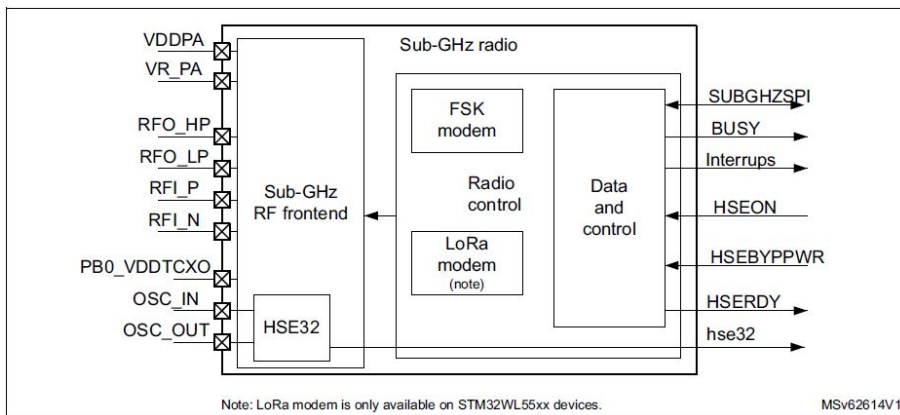 Sub-GHz radio
VDDPA
VR_PA
RFO_HP
RFO_LP
RFI_P
RFI_N
PB0_VDDTCXO
OSC_IN
OSC_OUT
Sub-GHz
RF frontend
HSE32
FSK
modem
Radio
control
LoRa
modem
(note)
Data
and
control
SUBGHZSPI
BUSY
Interrups
HSEON
HSEBYPPWR
HSERDY
hse32
Note: LoRa modem is only available on STM32WL55xx devices.
MSv62614V1